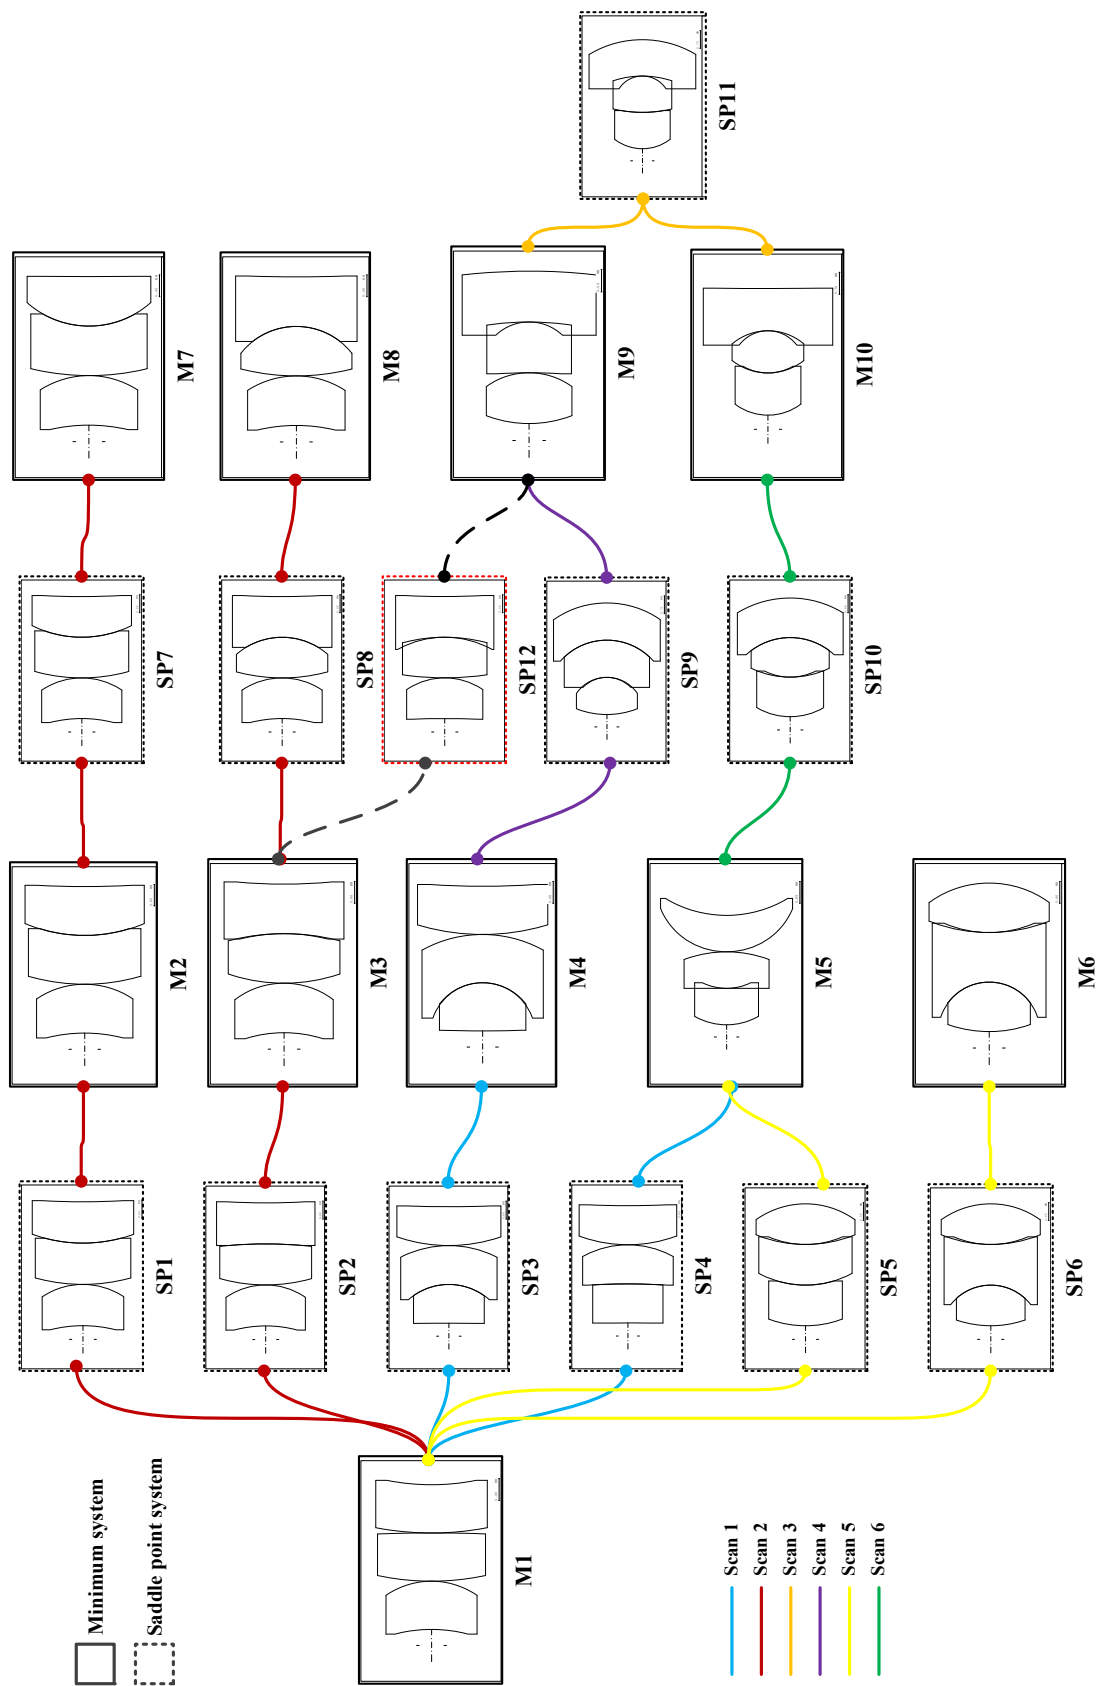 Minimum system
Saddle point system
M1
Scan 1
Scan 2
Scan 3
Scan 4
Scan 5
Scan 6
SP1
SP2
SP3
SP4
SP5
SP6
M2
M3
M4
M5
M6
SP7
SP8
SP12
SP9
SP10
M7
M8
M9
M10
SP11